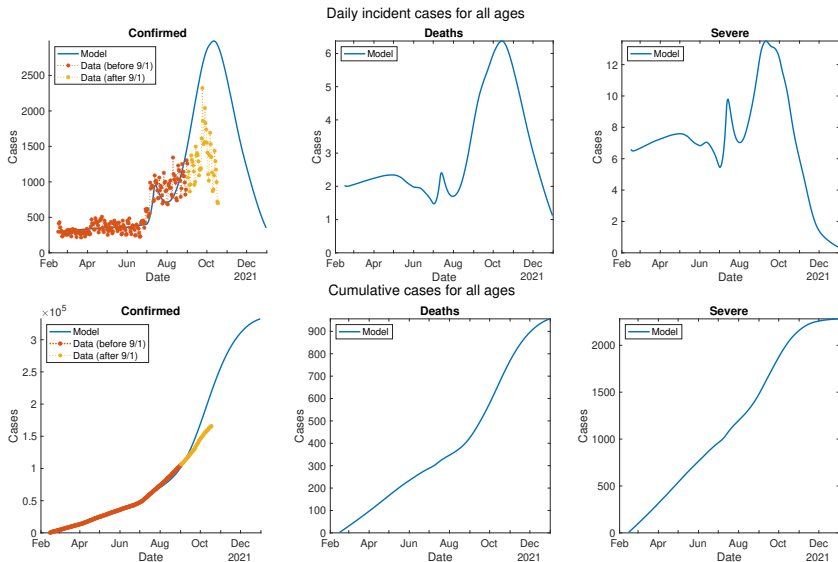 Daily incident cases for all ages
Confirmed
Model
Data (before 9/1)
Data (after 9/1)
Cases
2500
2000
1500
1000
500
0
Feb Apr Jun Aug Oct Dec
Date
2021
Deaths
Model
Cases
6
5
4
3
2
1
0
Feb Apr Jun Aug Oct Dec
Date
2021
Severe
Model
Cases
12
10
8
6
4
2
0
Feb Apr Jun Aug Oct Dec
Date
2021
Cumulative cases for all ages
Confirmed
×10⁵
Model
Data (before 9/1)
Data (after 9/1)
Cases
3
2.5
2
1.5
1
0.5
0
Feb Apr Jun Aug Oct Dec
Date
2021
Deaths
Model
Cases
900
800
700
600
500
400
300
200
100
0
Feb Apr Jun Aug Oct Dec
Date
2021
Severe
Model
Cases
2000
1500
1000
500
0
Feb Apr Jun Aug Oct Dec
Date
2021